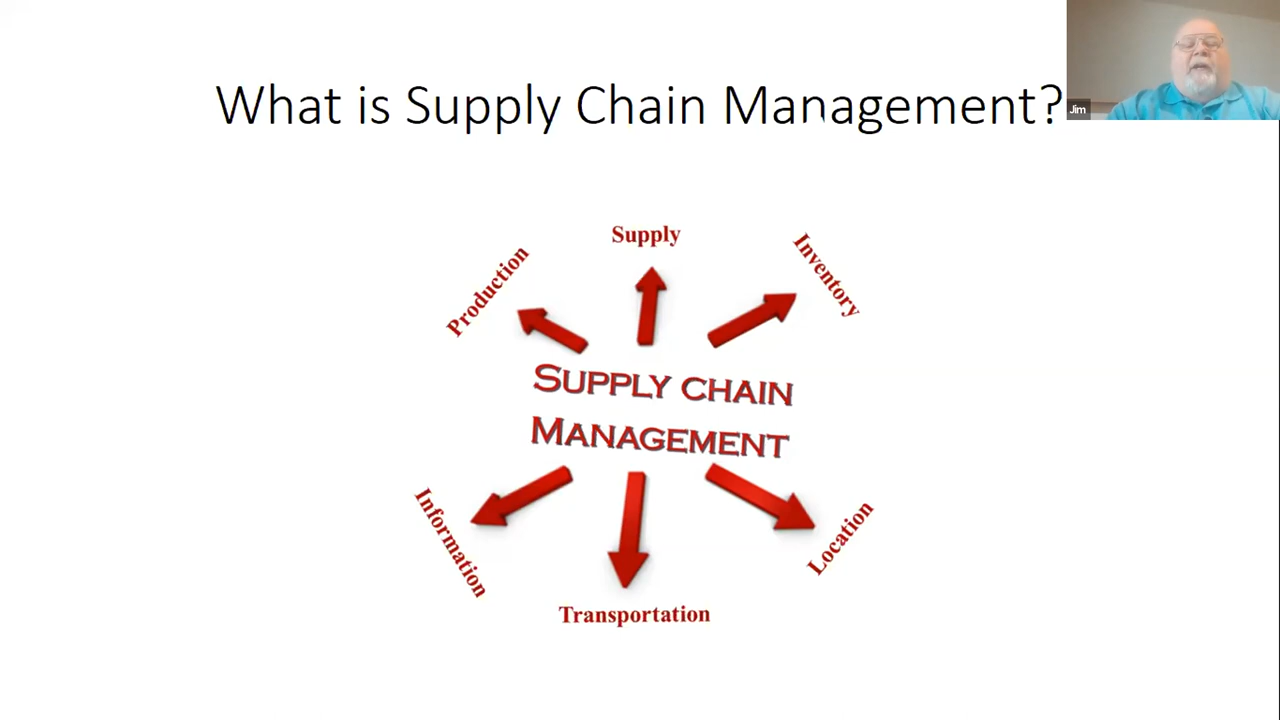 What is Supply Chain Management?
Jim
Supply
Production
Inventory
SUPPLY CHAIN
MANAGEMENT
Information
Location
Transportation